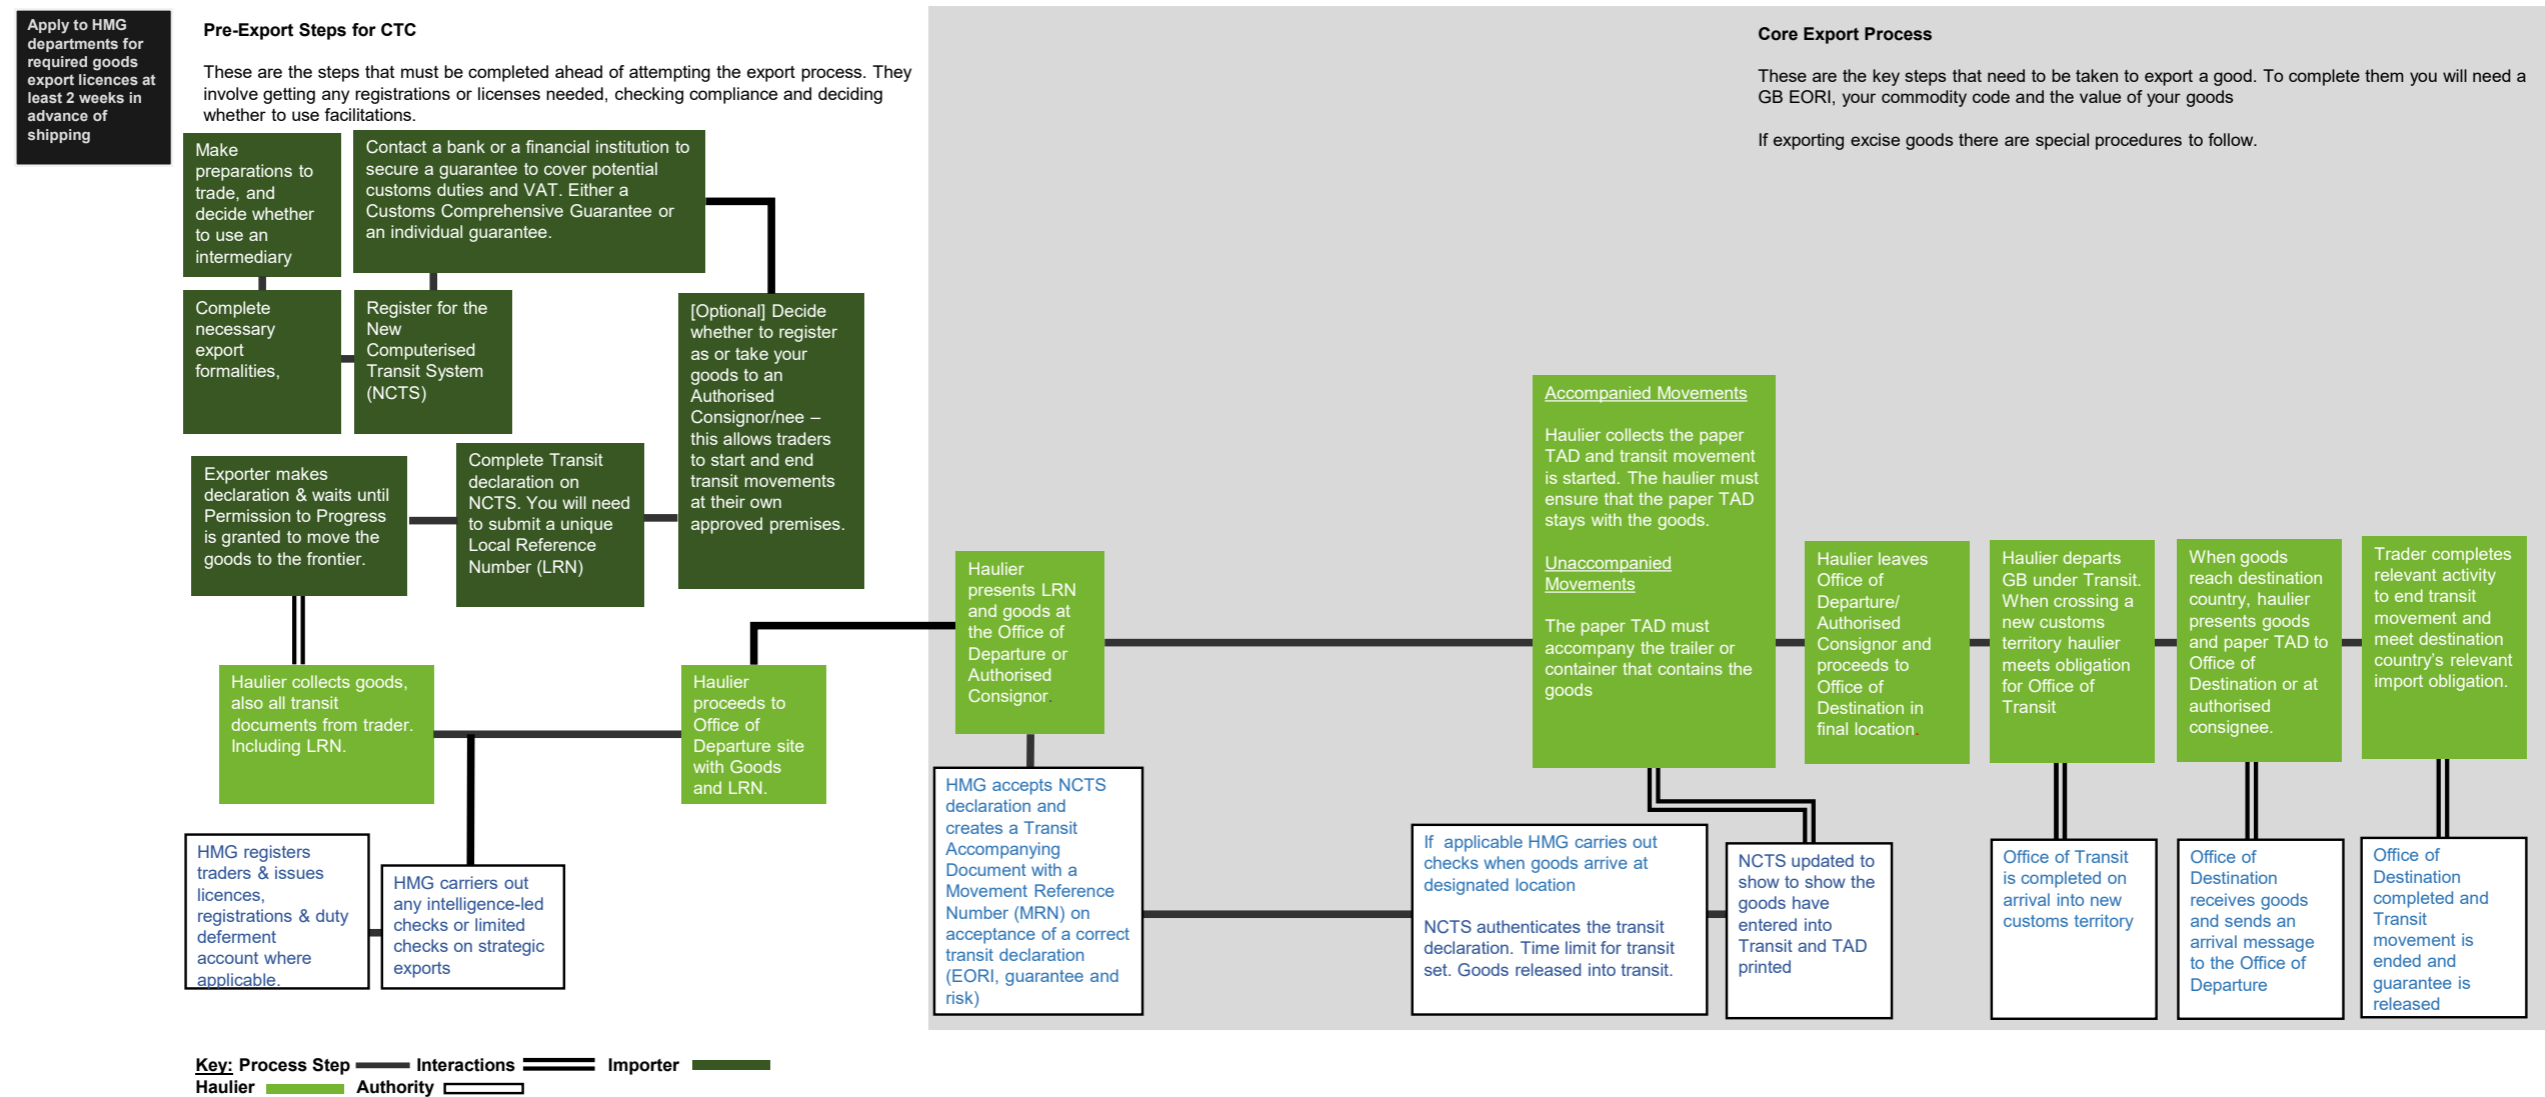 Apply to HMG
departments for
required goods
export licences at
least 2 weeks in
advance of
shipping
Pre-Export Steps for CTC
These are the steps that must be completed ahead of attempting the export process. They
involve getting any registrations or licenses needed, checking compliance and deciding
whether to use facilitations.
Core Export Process
These are the key steps that need to be taken to export a good. To complete them you will need a
GB EORI, your commodity code and the value of your goods
If exporting excise goods there are special procedures to follow.
Make
preparations to
trade, and
decide whether
to use an
intermediary
Contact a bank or a financial institution to
secure a guarantee to cover potential
customs duties and VAT. Either a
Customs Comprehensive Guarantee or
an individual guarantee.
Complete
necessary
export
formalities,
Register for the
New
Computerised
Transit System
(NCTS)
[Optional] Decide
whether to register
as or take your
goods to an
Authorised
Consignor/nee –
this allows traders
to start and end
transit movements
at their own
approved premises.
Exporter makes
declaration & waits until
Permission to Progress
is granted to move the
goods to the frontier.
Complete Transit
declaration on
NCTS. You will need
to submit a unique
Local Reference
Number (LRN)
Haulier collects goods,
also all transit
documents from trader.
Including LRN.
Haulier
proceeds to
Office of
Departure site
with Goods
and LRN.
HMG registers
traders & issues
licences,
registrations & duty
deferment
account where
applicable.
HMG carriers out
any intelligence-led
checks or limited
checks on strategic
exports
Haulier
presents LRN
and goods at
the Office of
Departure or
Authorised
Consignor.
Accompanied Movements
Haulier collects the paper
TAD and transit movement
is started. The haulier must
ensure that the paper TAD
stays with the goods.
Unaccompanied
Movements
The paper TAD must
accompany the trailer or
container that contains the
goods
Haulier leaves
Office of
Departure/
Authorised
Consignor and
proceeds to
Office of
Destination in
final location.
Haulier departs
GB under Transit.
When crossing a
new customs
territory haulier
meets obligation
for Office of
Transit
When goods
reach destination
country, haulier
presents goods
and paper TAD to
Office of
Destination or at
authorised
consignee.
Trader completes
relevant activity
to end transit
movement and
meet destination
country's relevant
import obligation.
HMG accepts NCTS
declaration and
creates a Transit
Accompanying
Document with a
Movement Reference
Number (MRN) on
acceptance of a correct
transit declaration
(EORI, guarantee and
risk)
If applicable HMG carries out
checks when goods arrive at
designated location
NCTS authenticates the transit
declaration. Time limit for transit
set. Goods released into transit.
NCTS updated to
show to show the
goods have
entered into
Transit and TAD
printed
Office of Transit
is completed on
arrival into new
customs territory
Office of
Destination
receives goods
and sends an
arrival message
to the Office of
Departure
Office of
Destination
completed and
Transit
movement is
ended and
guarantee is
released
Key: Process Step Interactions Importer
Haulier Authority